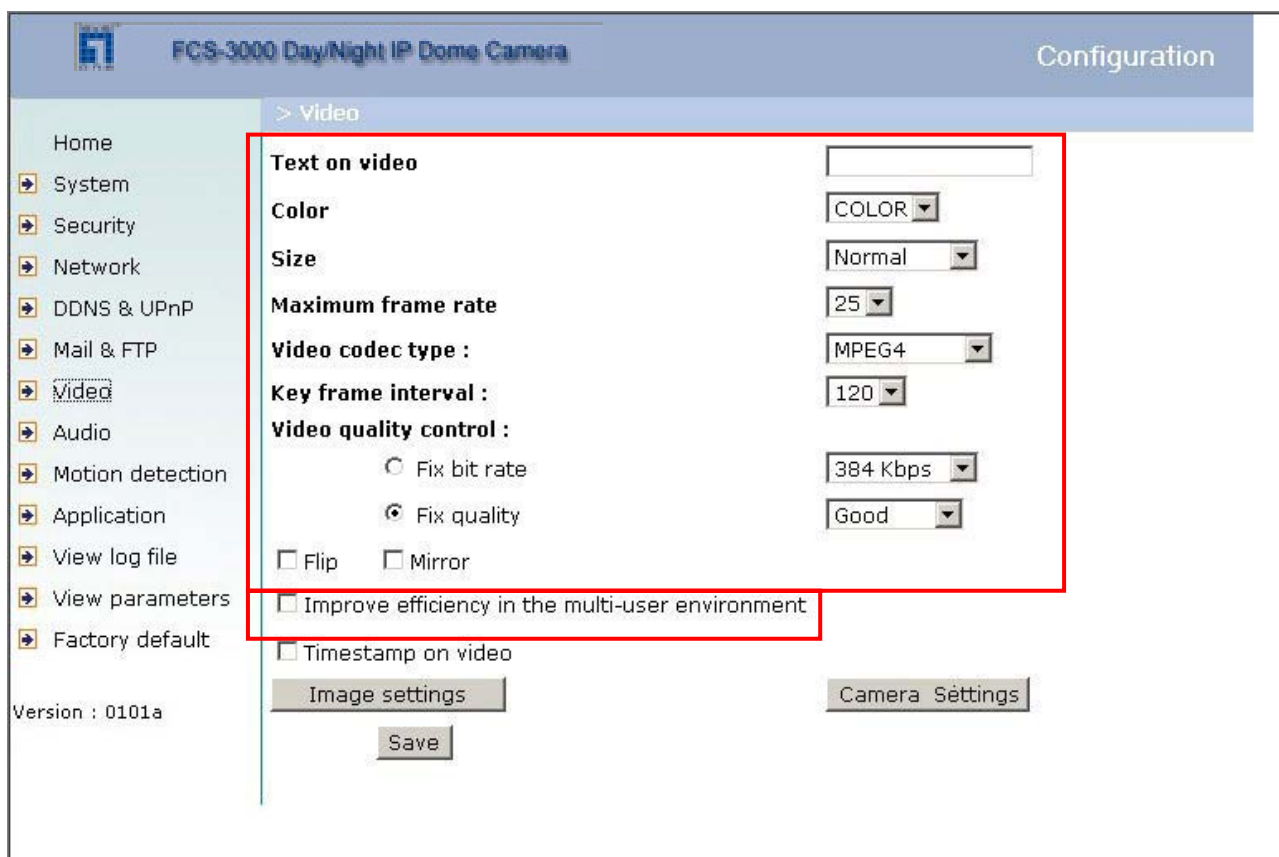 FCS-3000 Day/Night IP Dome Camera
Configuration
> Video
Home
System
Security
Network
DDNS & UPnP
Mail & FTP
Video
Audio
Motion detection
Application
View log file
View parameters
Factory default
Version : 0101a
Text on video
Color COLOR
Size Normal
Maximum frame rate 25
Video codec type : MPEG4
Key frame interval : 120
Video quality control :
Fix bit rate 384 Kbps
Fix quality Good
Flip Mirror
Improve efficiency in the multi-user environment
Timestamp on video
Image settings Camera Settings
Save